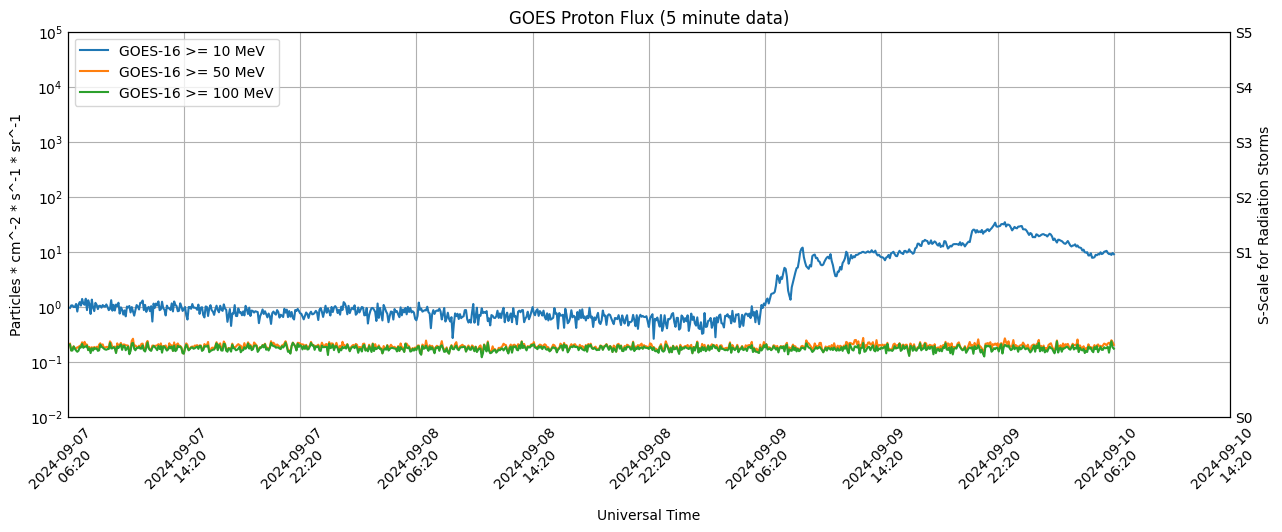 GOES Proton Flux (5 minute data)
GOES-16 >= 10 MeV
GOES-16 >= 50 MeV
GOES-16 >= 100 MeV
Particles * cm^-2 * s^-1 * sr^-1
10^5
10^4
10^3
10^2
10^1
10^0
10^-1
10^-2
S5
S4
S3
S2
S1
S0
S-Scale for Radiation Storms
2024-09-07
06:20
2024-09-07
14:20
2024-09-07
22:20
2024-09-08
06:20
2024-09-08
14:20
2024-09-08
22:20
2024-09-09
06:20
2024-09-09
14:20
2024-09-09
22:20
2024-09-10
06:20
2024-09-10
14:20
Universal Time